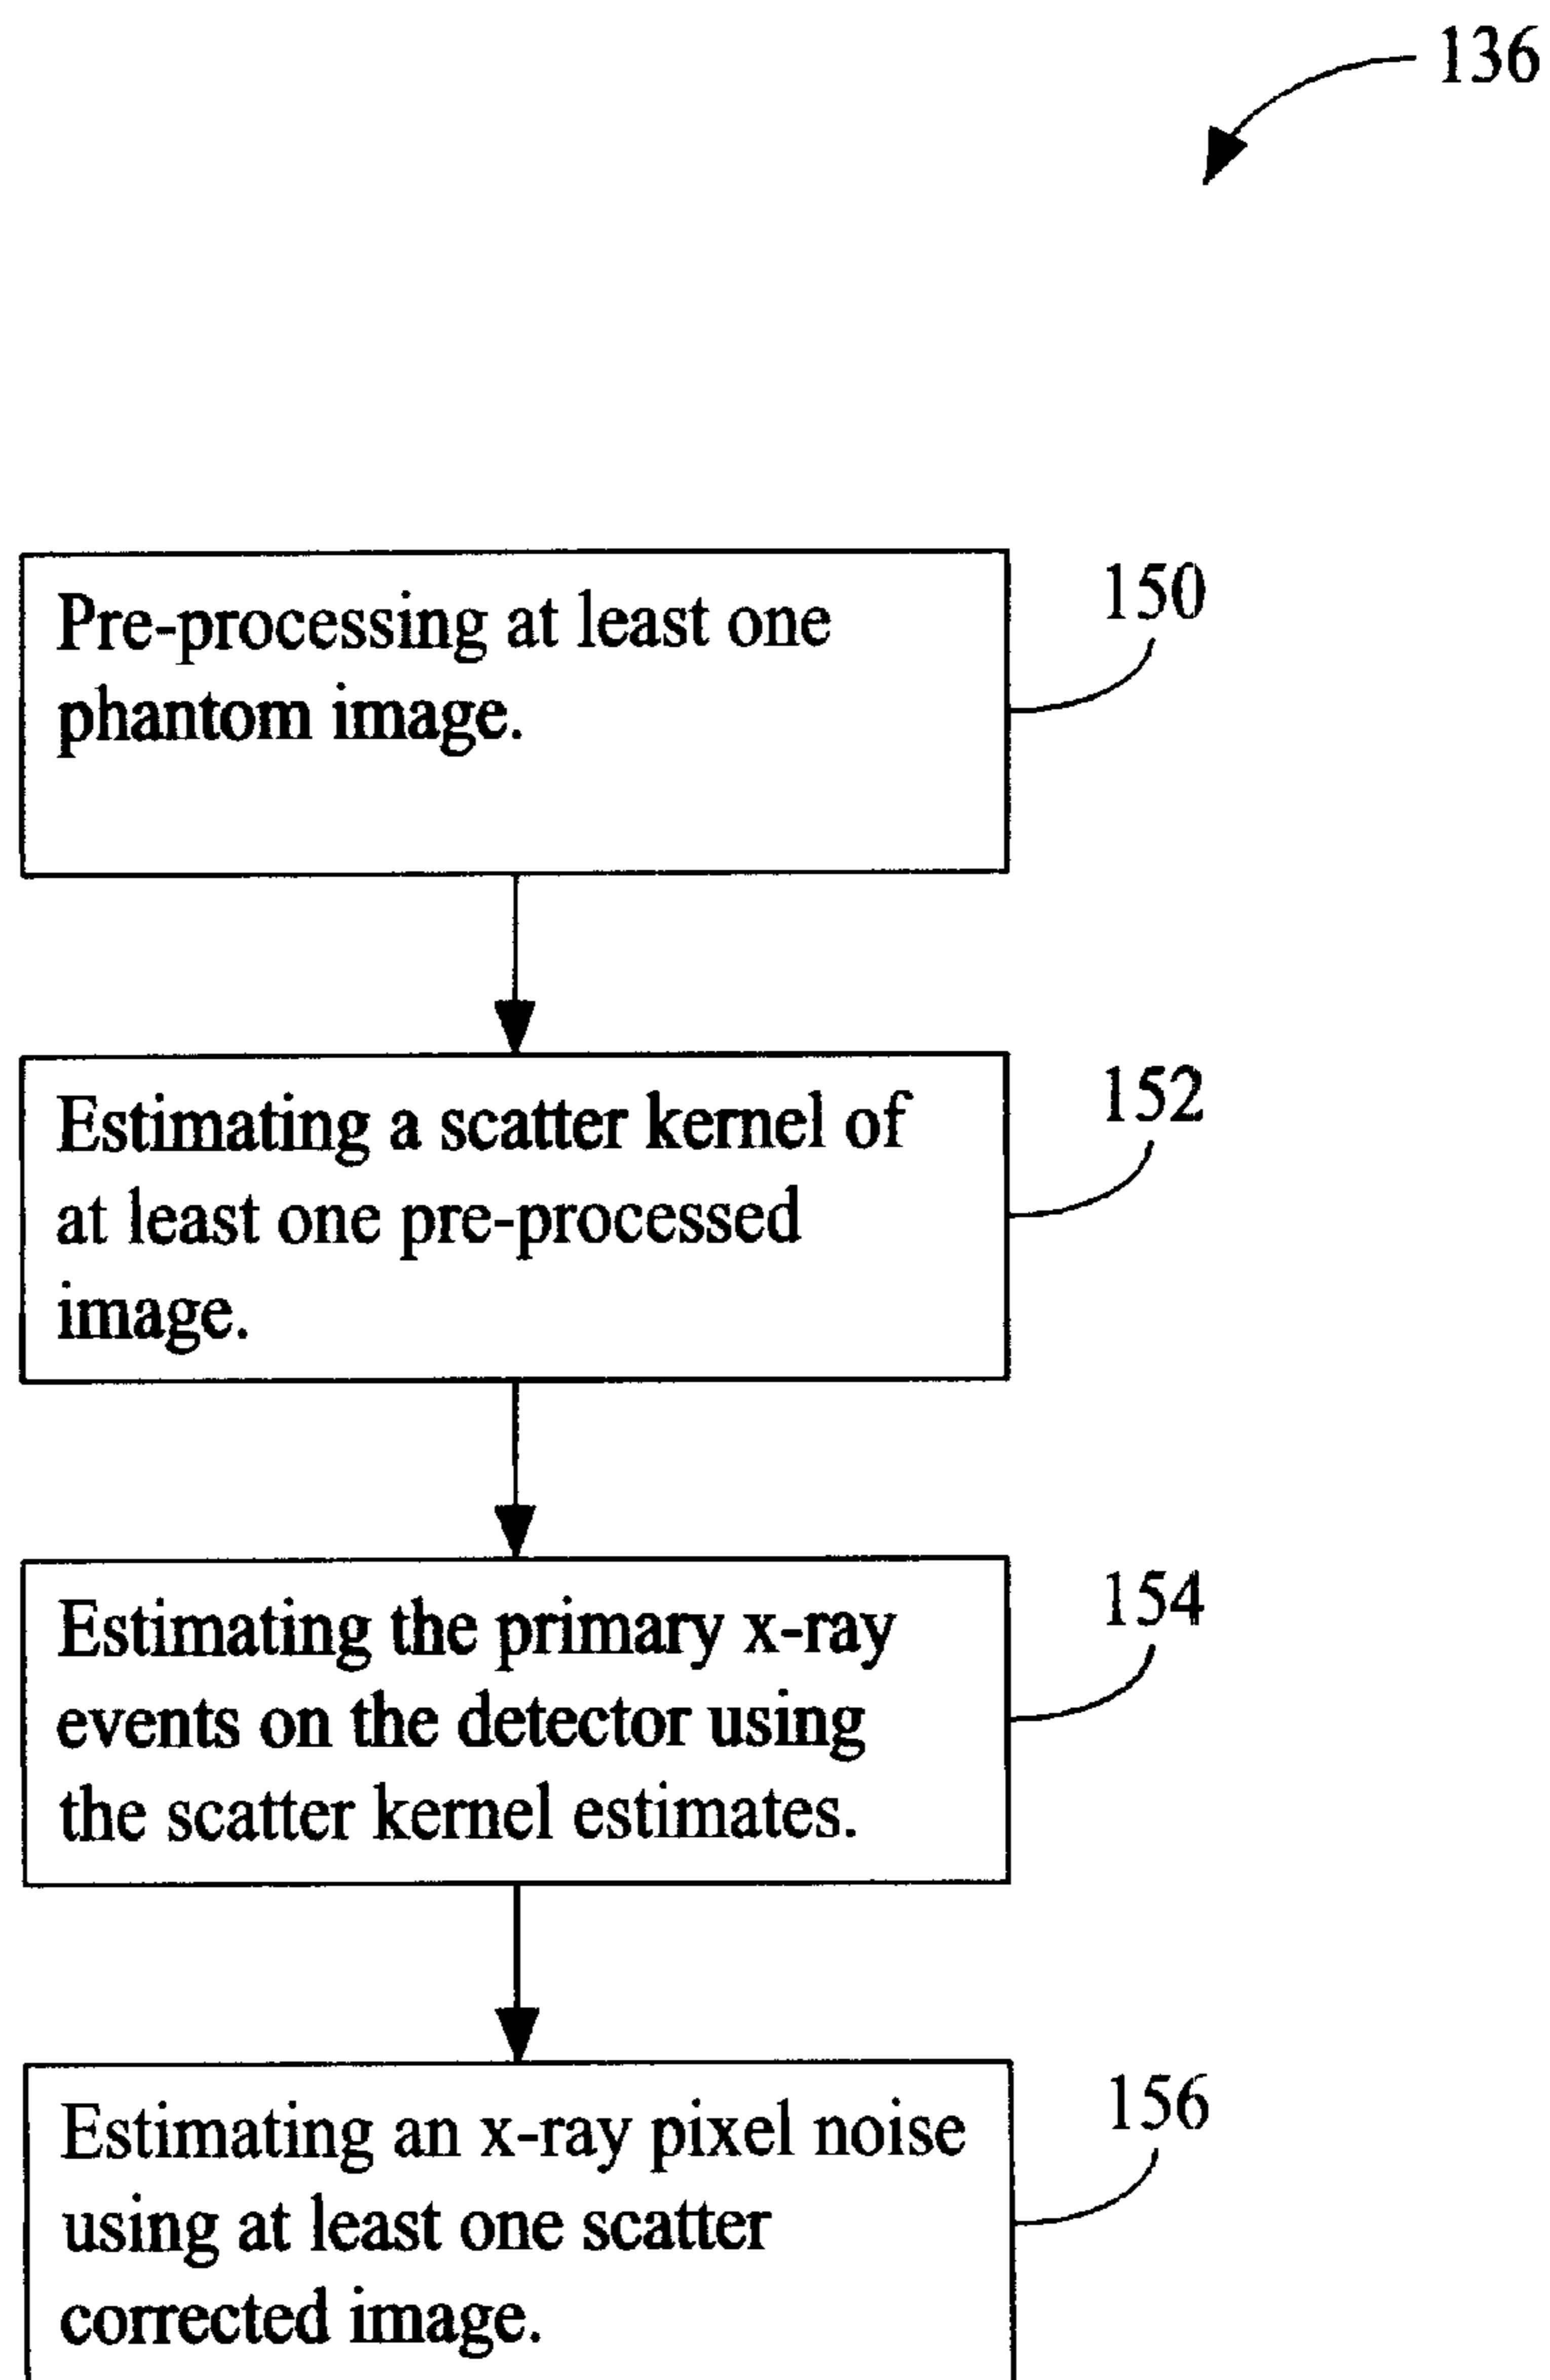 136
Pre-processing at least one
phantom image.
150
Estimating a scatter kernel of
at least one pre-processed
image.
152
Estimating the primary x-ray
events on the detector using
the scatter kernel estimates.
154
Estimating an x-ray pixel noise
using at least one scatter
corrected image.
156